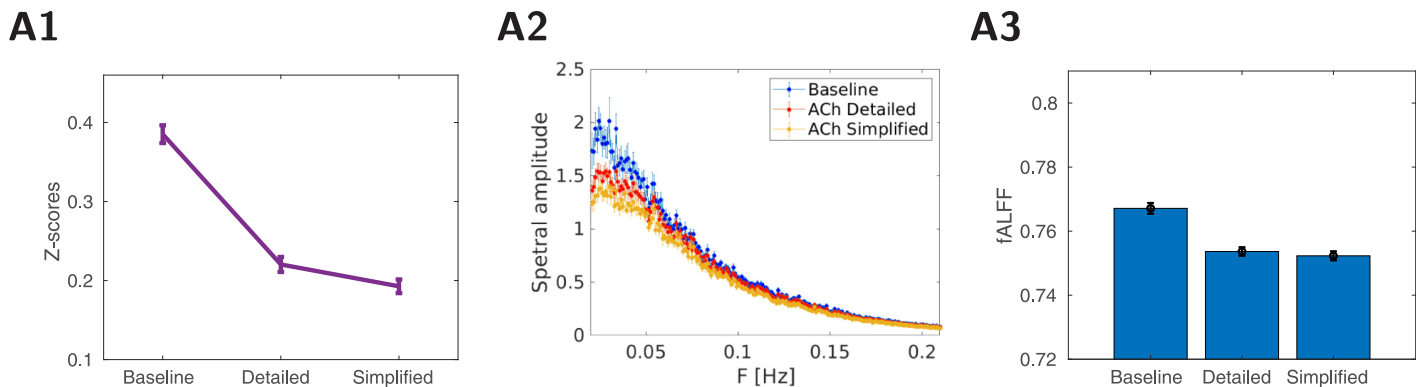 A1
Z-scores
0.4
0.3
0.2
0.1
Baseline
Detailed
Simplified
A2
Spetral amplitude
2.5
2
1.5
1
0.5
0
Baseline
ACh Detailed
ACh Simplified
0.05
0.1
0.15
0.2
F [Hz]
A3
fALFF
0.8
0.78
0.76
0.74
0.72
Baseline
Detailed
Simplified